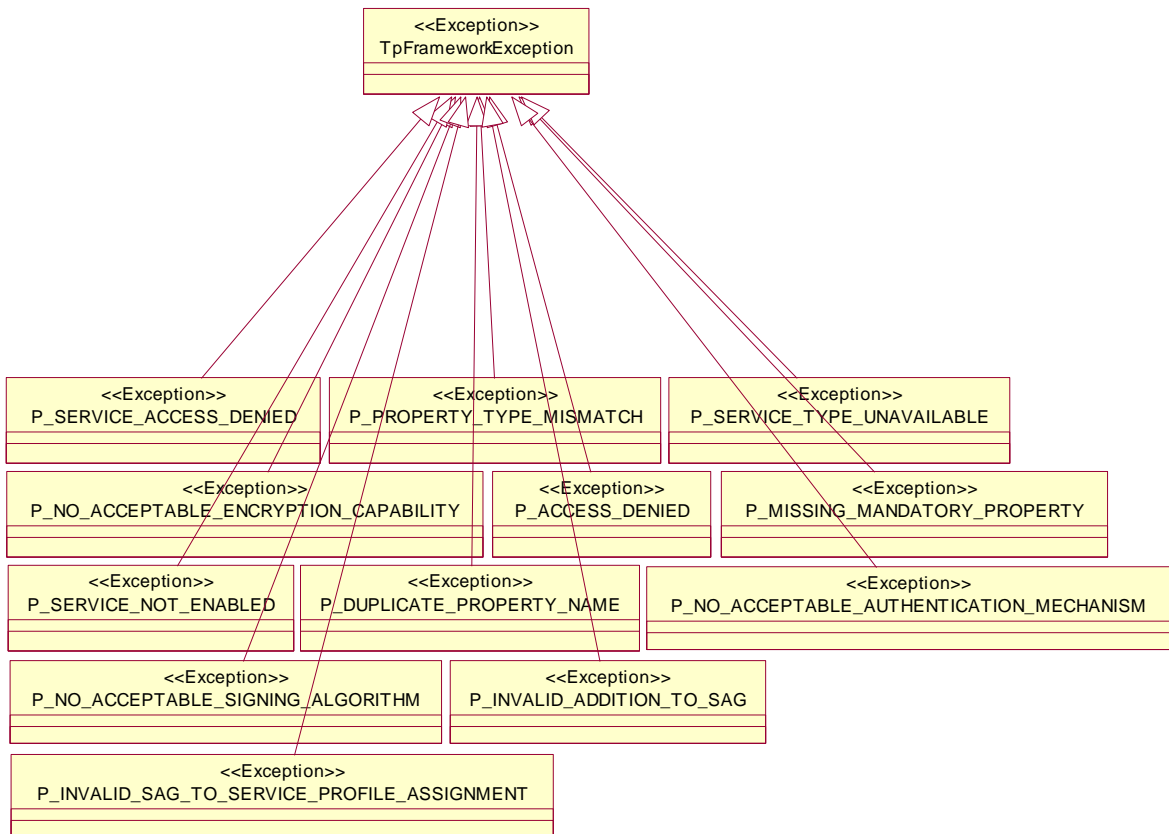 <<Exception>>
TpFrameworkException
<<Exception>>
P_SERVICE_ACCESS_DENIED
<<Exception>>
P_PROPERTY_TYPE_MISMATCH
<<Exception>>
P_SERVICE_TYPE_UNAVAILABLE
<<Exception>>
P_NO_ACCEPTABLE_ENCRYPTION_CAPABILITY
<<Exception>>
P_ACCESS_DENIED
<<Exception>>
P_MISSING_MANDATORY_PROPERTY
<<Exception>>
P_SERVICE_NOT_ENABLED
<<Exception>>
P_DUPLICATE_PROPERTY_NAME
<<Exception>>
P_NO_ACCEPTABLE_AUTHENTICATION_MECHANISM
<<Exception>>
P_NO_ACCEPTABLE_SIGNING_ALGORITHM
<<Exception>>
P_INVALID_ADDITION_TO_SAG
<<Exception>>
P_INVALID_SAG_TO_SERVICE_PROFILE_ASSIGNMENT